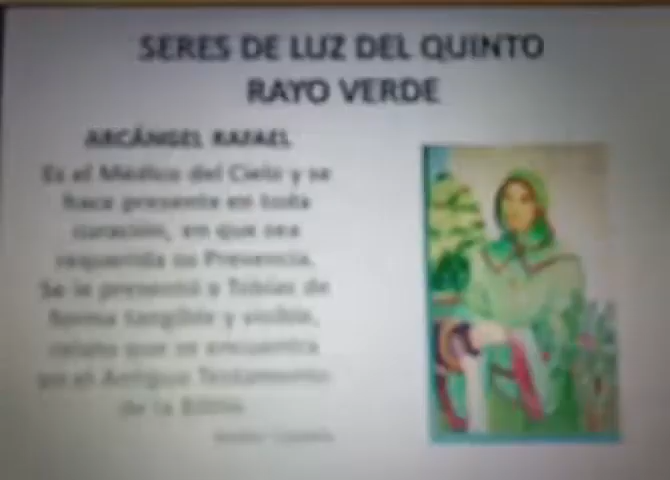 SERES DE LUZ DEL QUINTO
RAYO VERDE
ARCÁNGEL RAFAEL
Es el Médico del Cielo y se
hace presente en toda
curación, en que sea
requerida su Presencia.
Se le presentó a Tobías de
forma tangible y visible,
relato que se encuentra
en el Antiguo Testamento
de la Biblia